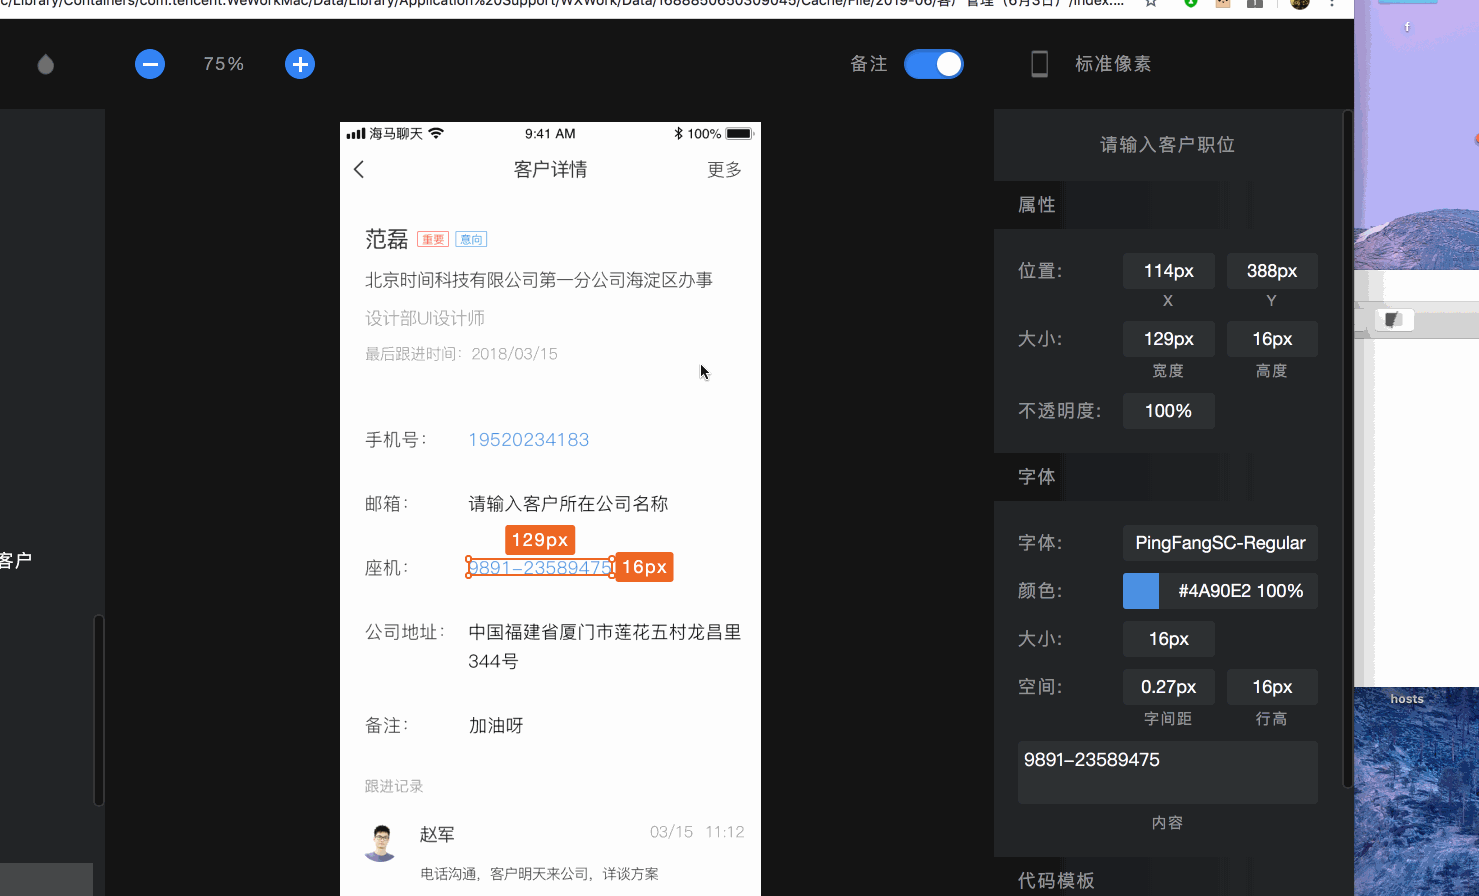 c/Library/Containers/com.tencent.WeWorkMac/Data/Library/Application%20Support/WXWork/Data/1688850650309045/Cache/File/2019-06/客户管理（6月3日）/index....
75%
备注
标准像素
f
海马聊天
9:41 AM
100%
客户详情
更多
范磊 重要 意向
北京时间科技有限公司第一分公司海淀区办事
设计部UI设计师
最后跟进时间：2018/03/15
手机号： 19520234183
邮箱： 请输入客户所在公司名称
129px
座机： 9891-23589475 16px
公司地址： 中国福建省厦门市莲花五村龙昌里
344号
备注： 加油呀
跟进记录
赵军 03/15 11:12
电话沟通，客户明天来公司，详谈方案
客户
请输入客户职位
属性
位置： 114px 388px
X Y
大小： 129px 16px
宽度 高度
不透明度： 100%
字体
字体： PingFangSC-Regular
颜色： #4A90E2 100%
大小： 16px
空间： 0.27px 16px
字间距 行高
9891-23589475
内容
代码模板
hosts